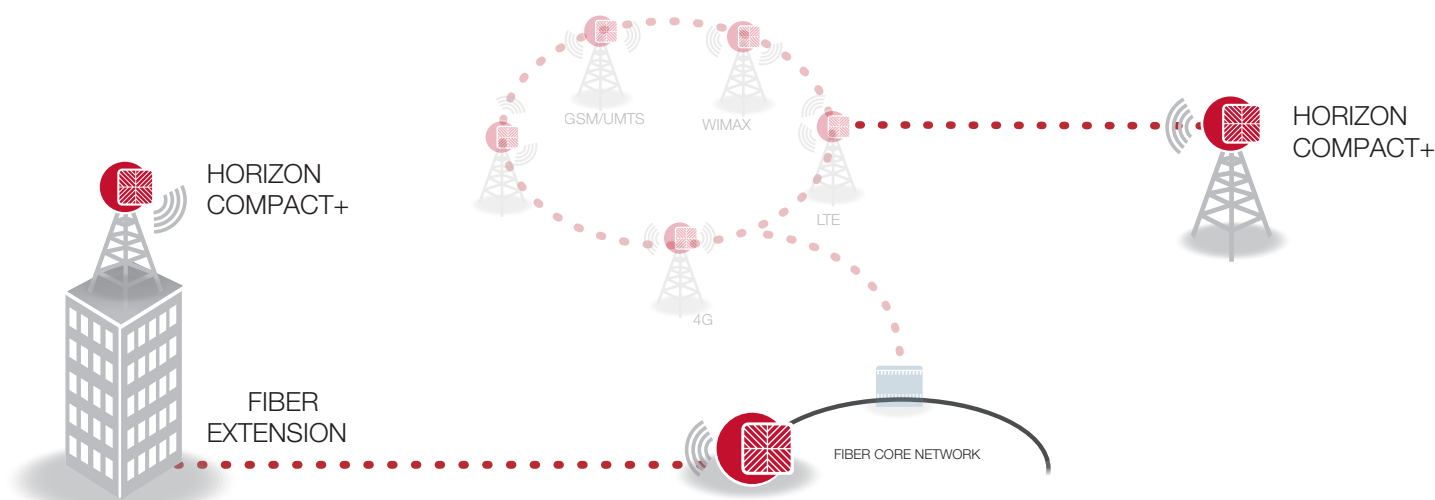 GSM/UMTS
WIMAX
HORIZON
COMPACT+
HORIZON
COMPACT+
LTE
4G
FIBER
EXTENSION
FIBER CORE NETWORK